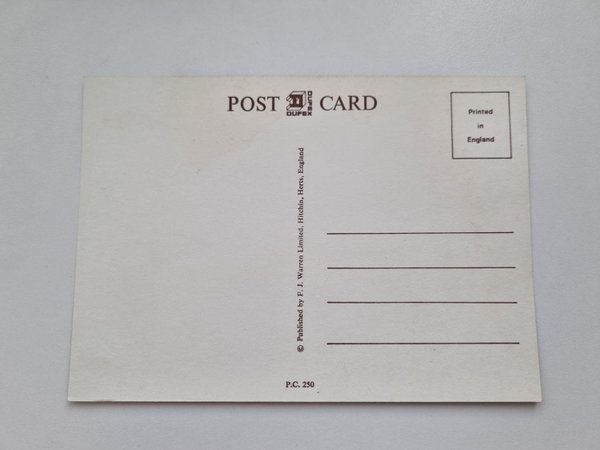 POST DUFEX DUFEX CARD
Printed
in
England
© Published by F. J. Warren Limited, Hitchin, Herts, England
P.C. 250